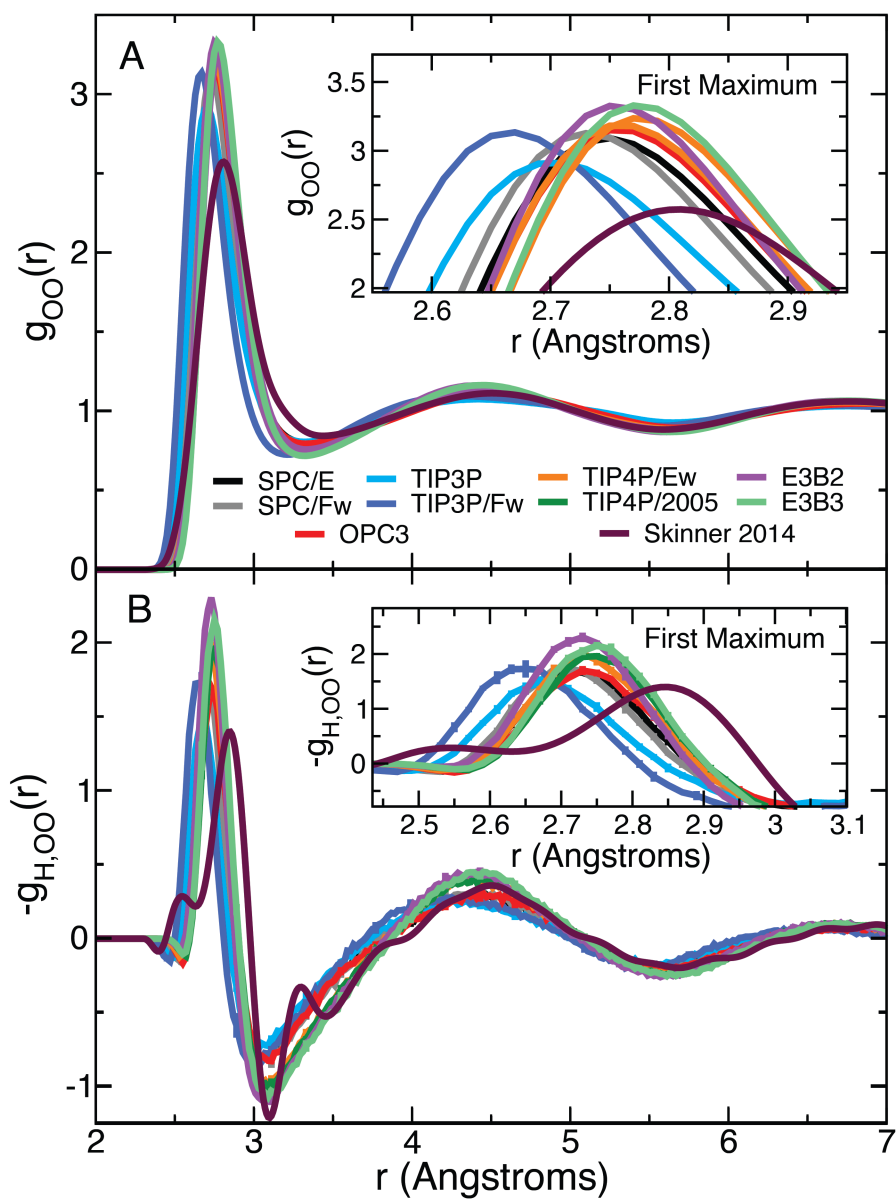 A
First Maximum
3.5
3
2.5
2
gOO(r)
2.6 2.7 2.8 2.9
r (Angstroms)
3
2
1
0
gOO(r)
SPC/E TIP3P TIP4P/Ew E3B2
SPC/Fw TIP3P/Fw TIP4P/2005 E3B3
OPC3 Skinner 2014
B
First Maximum
2
1
0
-gH,OO(r)
2.5 2.6 2.7 2.8 2.9 3 3.1
r (Angstroms)
2
1
0
-1
-gH,OO(r)
2 3 4 5 6 7
r (Angstroms)